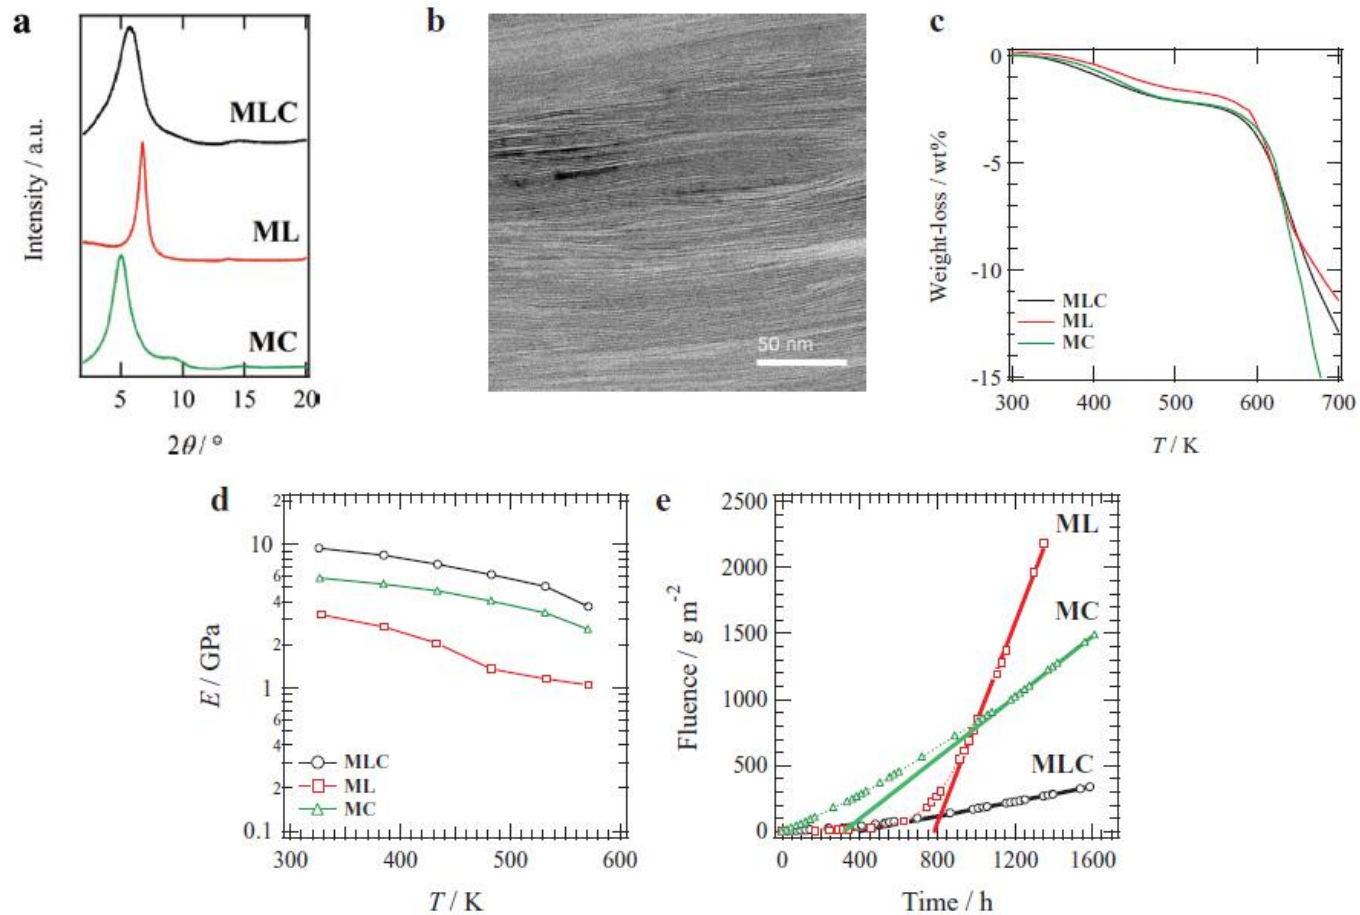 a
MLC
ML
MC
Intensity / a.u.
5
10
15
20
2θ / °
b
50 nm
c
0
-5
-10
-15
Weight-loss / wt%
MLC
ML
MC
300
400
500
600
700
T / K
d
2
10
6
4
2
1
6
4
2
0.1
E / GPa
MLC
ML
MC
300
400
500
600
T / K
e
2500
2000
1500
1000
500
0
Fluence / g m⁻²
ML
MC
MLC
0
400
800
1200
1600
Time / h